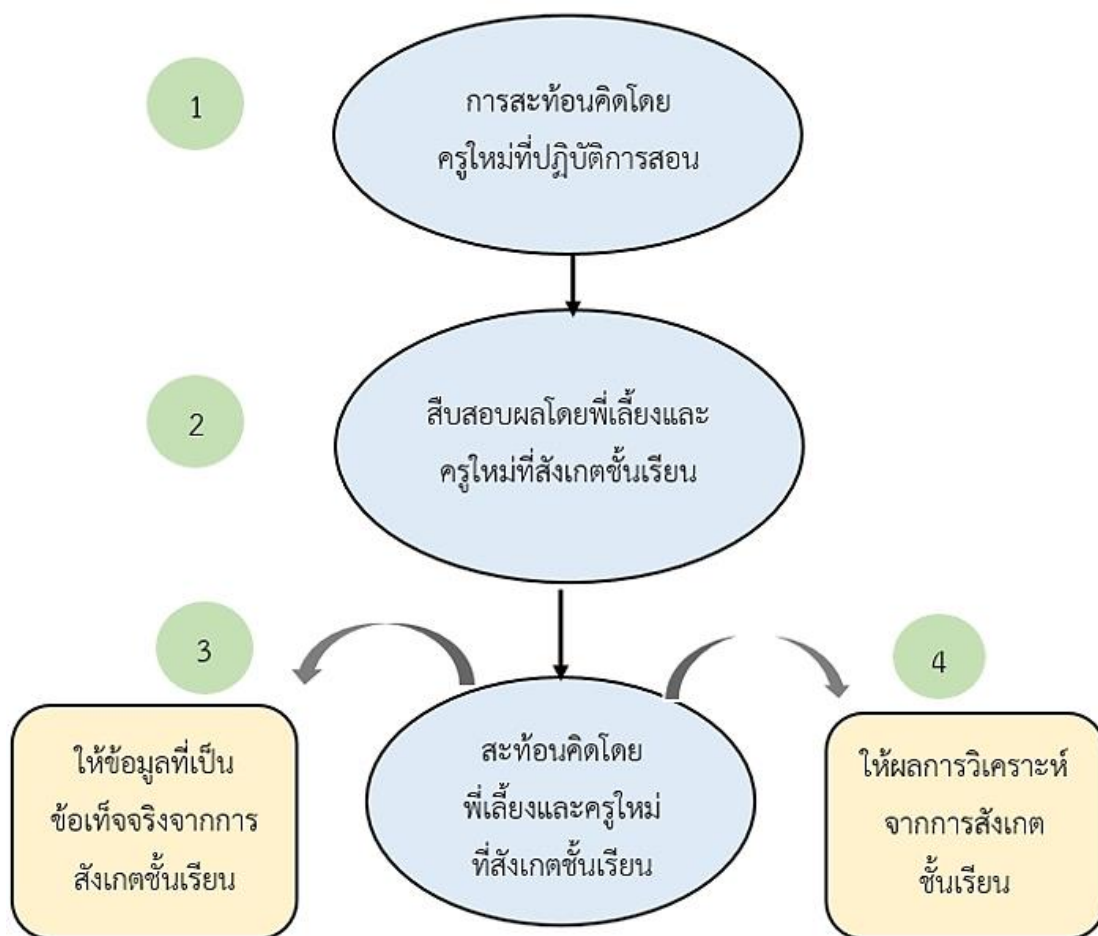 1
การสะท้อนคิดโดย
ครูใหม่ที่ปฏิบัติการสอน
2
สืบสอบผลโดยพี่เลี้ยงและ
ครูใหม่ที่สังเกตชั้นเรียน
3
ให้ข้อมูลที่เป็น
ข้อเท็จจริงจากการ
สังเกตชั้นเรียน
สะท้อนคิดโดย
พี่เลี้ยงและครูใหม่
ที่สังเกตชั้นเรียน
4
ให้ผลการวิเคราะห์
จากการสังเกต
ชั้นเรียน